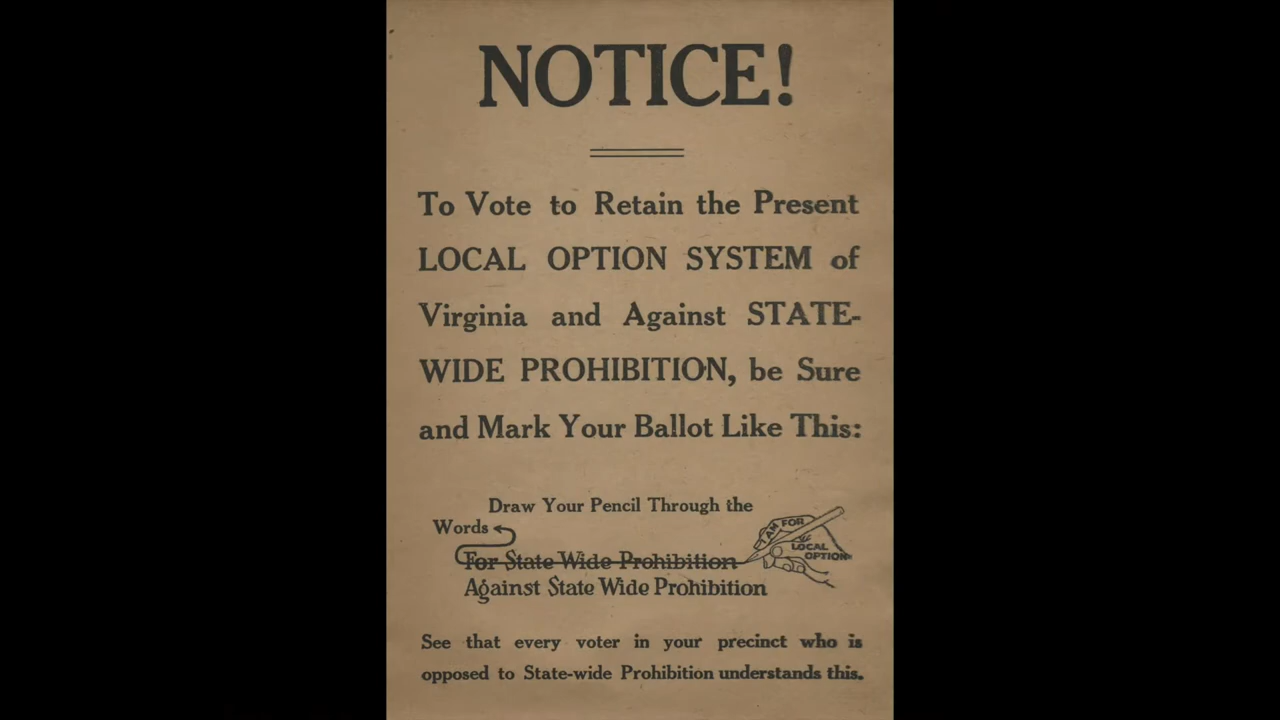 NOTICE!
To Vote to Retain the Present
LOCAL OPTION SYSTEM of
Virginia and Against STATE-
WIDE PROHIBITION, be Sure
and Mark Your Ballot Like This:
Draw Your Pencil Through the
Words
For State Wide Prohibition
I AM FOR
LOCAL
OPTION
Against State Wide Prohibition
See that every voter in your precinct who is
opposed to State-wide Prohibition understands this.